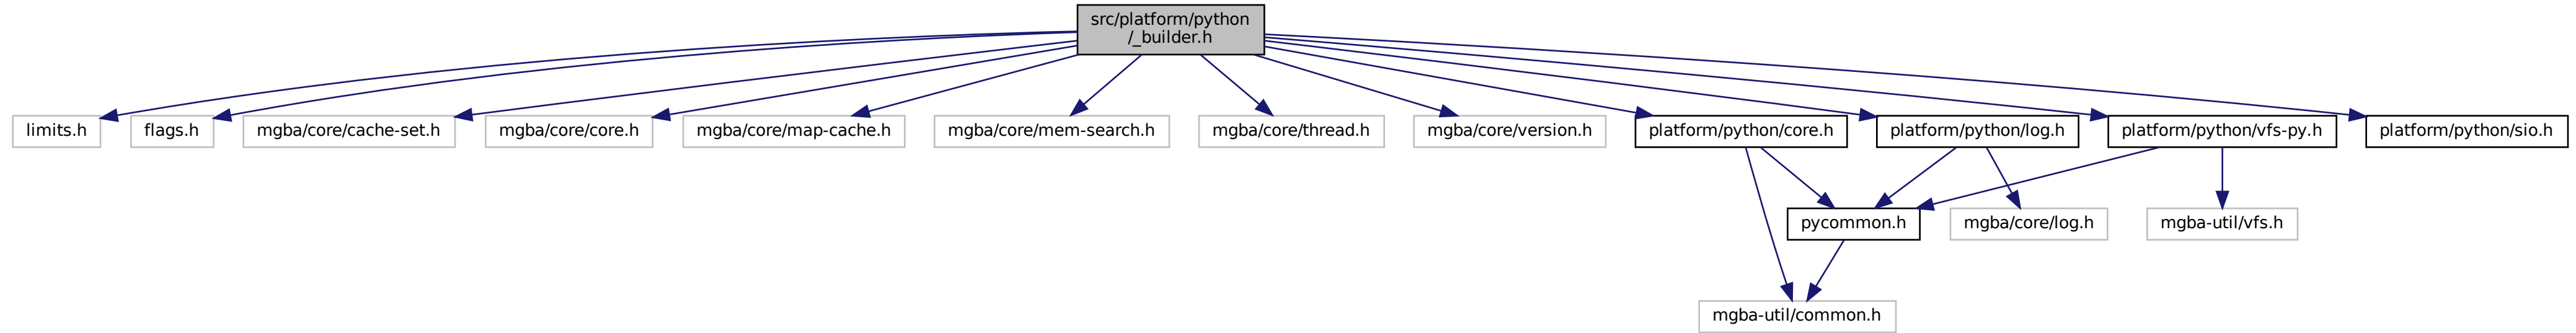 src/platform/python
/_builder.h
limits.h
flags.h
mgba/core/cache-set.h
mgba/core/core.h
mgba/core/map-cache.h
mgba/core/mem-search.h
mgba/core/thread.h
mgba/core/version.h
platform/python/core.h
platform/python/log.h
platform/python/vfs-py.h
platform/python/sio.h
pycommon.h
mgba/core/log.h
mgba-util/vfs.h
mgba-util/common.h